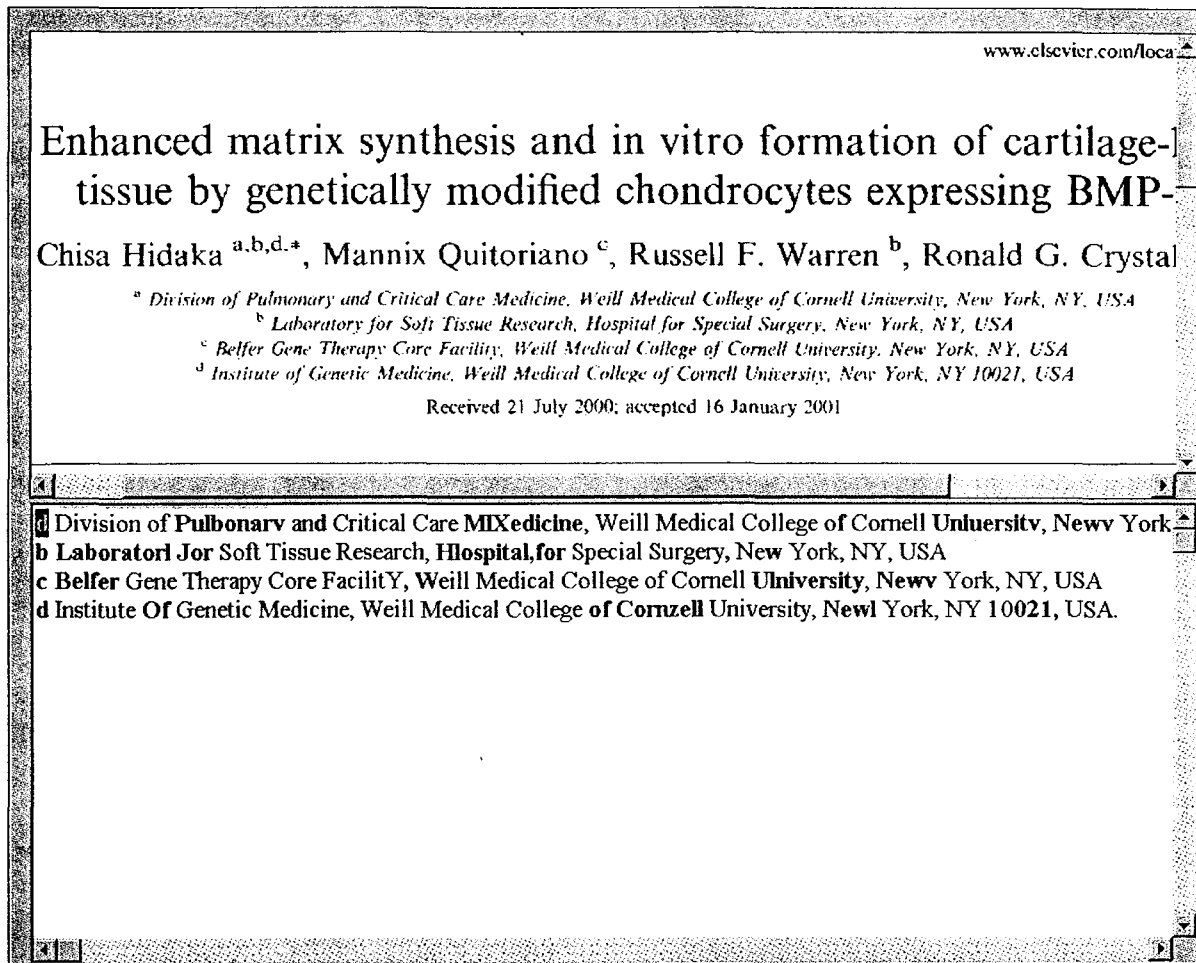 www.elsevier.com/loca
Enhanced matrix synthesis and in vitro formation of cartilage-l
tissue by genetically modified chondrocytes expressing BMP-
Chisa Hidaka a,b,d,*, Mannix Quitoriano c, Russell F. Warren b, Ronald G. Crystal
a Division of Pulmonary and Critical Care Medicine, Weill Medical College of Cornell University, New York, NY, USA
b Laboratory for Soft Tissue Research, Hospital for Special Surgery, New York, NY, USA
c Belfer Gene Therapy Core Facility, Weill Medical College of Cornell University, New York, NY, USA
d Institute of Genetic Medicine, Weill Medical College of Cornell University, New York, NY 10021, USA
Received 21 July 2000; accepted 16 January 2001
d Division of Pulbonarv and Critical Care MIXedicine, Weill Medical College of Cornell Unluersitv, Newv York
b Laboratorl Jor Soft Tissue Research, Hlospital,for Special Surgery, New York, NY, USA
c Belfer Gene Therapy Core FacilitY, Weill Medical College of Cornell Ulniversity, Newv York, NY, USA
d Institute Of Genetic Medicine, Weill Medical College of Cornzell University, Newl York, NY 10021, USA.